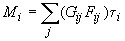 M_i = \sum_j (G_{ij} F_{ij}) \tau_i